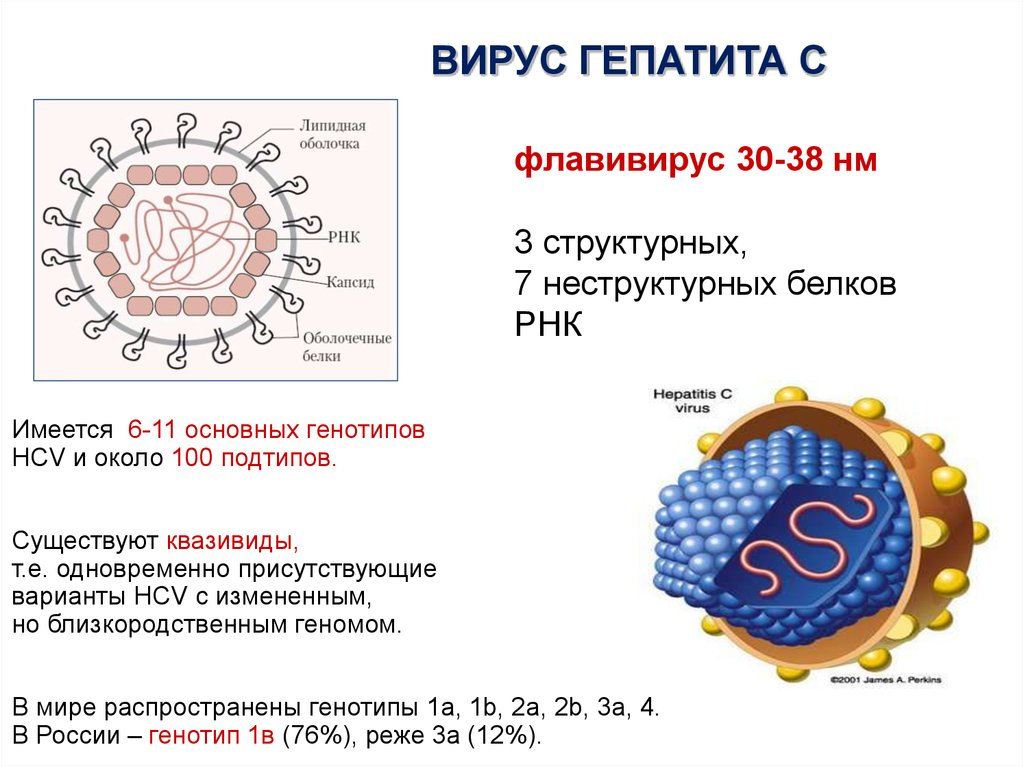 ВИРУС ГЕПАТИТА С
Липидная
оболочка
РНК
Капсид
Оболочечные
белки
флавивирус 30-38 нм
3 структурных,
7 неструктурных белков
РНК
Hepatitis C
virus
Имеется 6-11 основных генотипов
HCV и около 100 подтипов.
Существуют квазивиды,
т.е. одновременно присутствующие
варианты HCV с измененным,
но близкородственным геномом.
©2001 James A. Perkins
В мире распространены генотипы 1a, 1b, 2a, 2b, 3a, 4.
В России – генотип 1в (76%), реже 3а (12%).